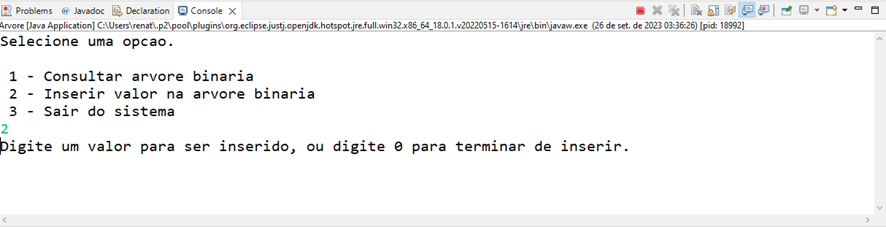 Problems @ Javadoc Declaration Console
Arvore [Java Application] C:\Users\renat\.p2\pool\plugins\org.eclipse.justj.openjdk.hotspot.jre.full.win32.x86_64_18.0.1.v20220515-1614\jre\bin\javaw.exe (26 de set. de 2023 03:36:26) [pid: 18992]
Selecione uma opcao.
1 - Consultar arvore binaria
2 - Inserir valor na arvore binaria
3 - Sair do sistema
2
Digite um valor para ser inserido, ou digite 0 para terminar de inserir.